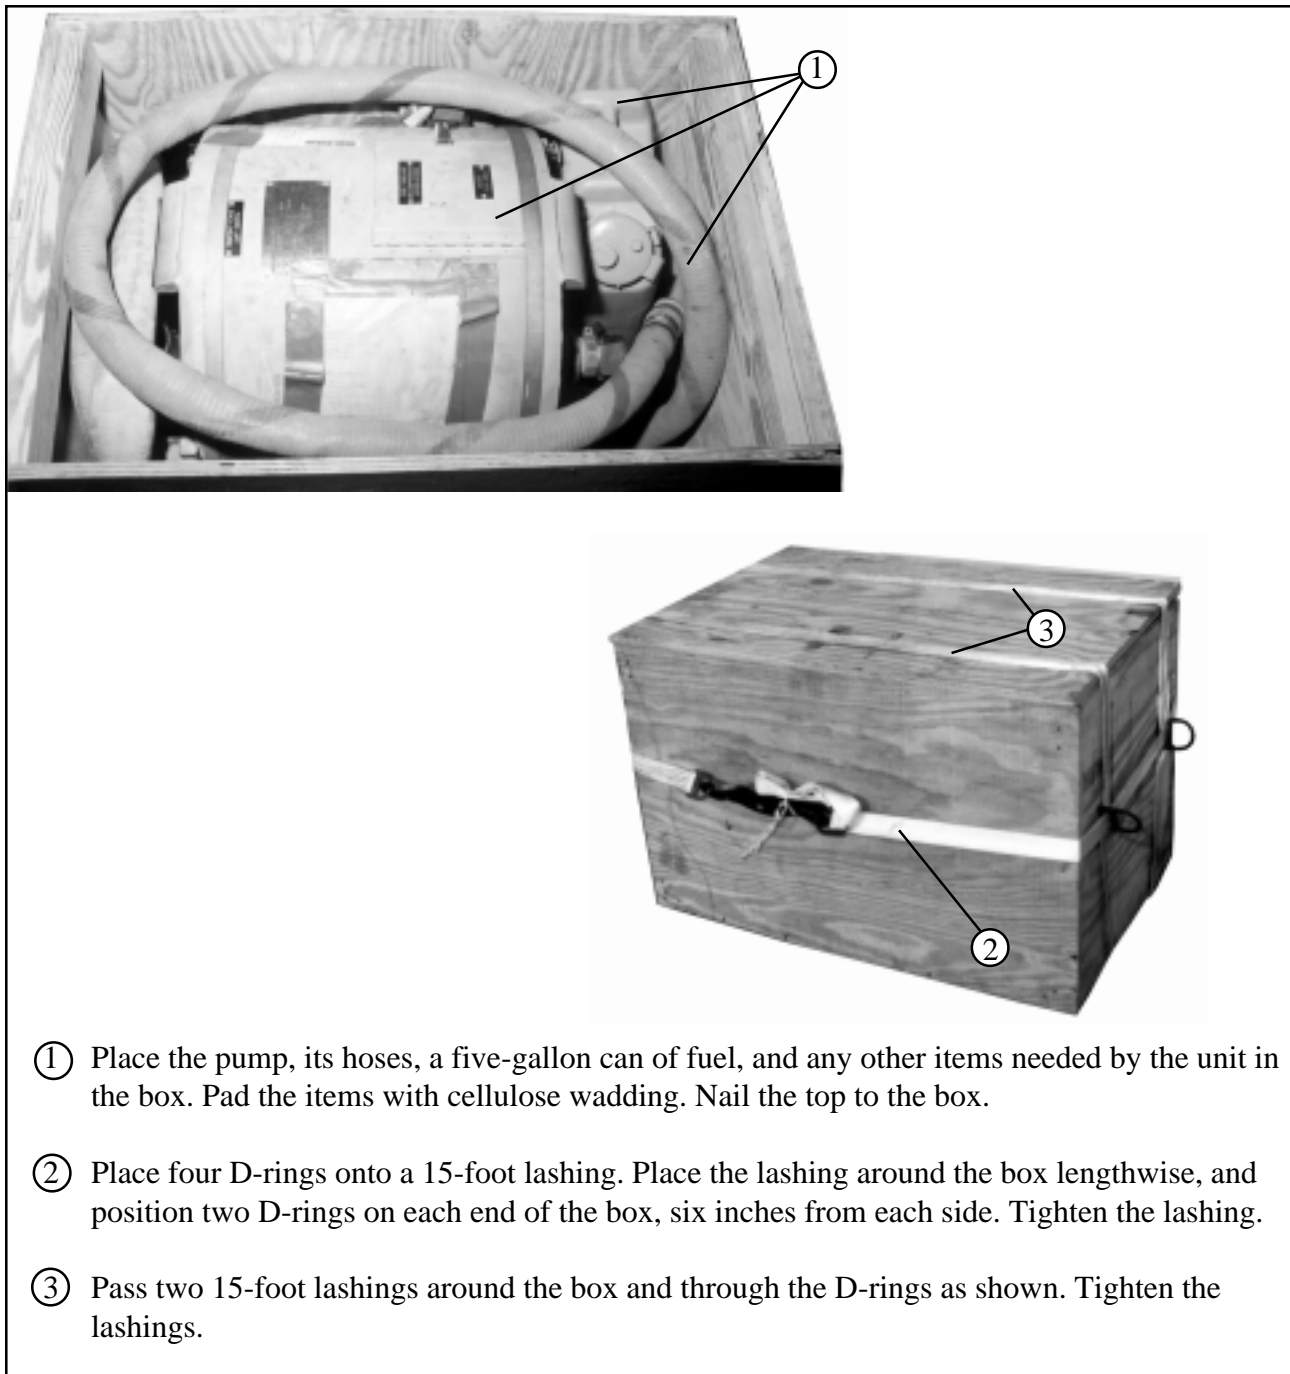 1
3
2
1 Place the pump, its hoses, a five-gallon can of fuel, and any other items needed by the unit in
the box. Pad the items with cellulose wadding. Nail the top to the box.
2 Place four D-rings onto a 15-foot lashing. Place the lashing around the box lengthwise, and
position two D-rings on each end of the box, six inches from each side. Tighten the lashing.
3 Pass two 15-foot lashings around the box and through the D-rings as shown. Tighten the
lashings.